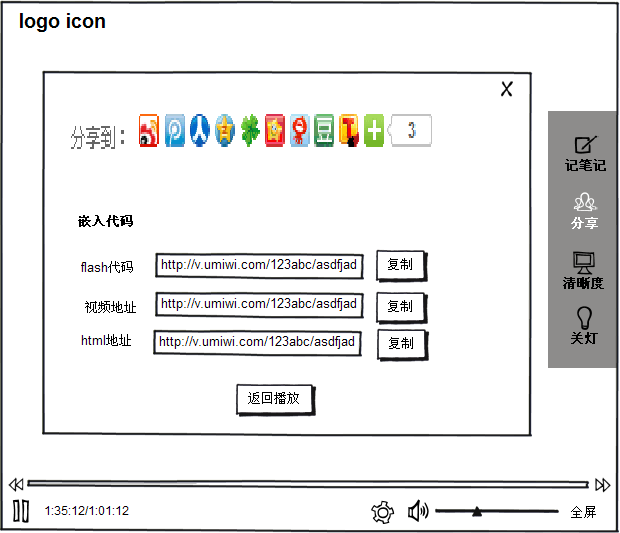 logo icon
X
分享到：
3
记笔记
分享
嵌入代码
flash代码 http://v.umiwi.com/123abc/asdfjad 复制
清晰度
视频地址 http://v.umiwi.com/123abc/asdfjad 复制
html地址 http://v.umiwi.com/123abc/asdfjad 复制
关灯
返回播放
1:35:12/1:01:12
全屏